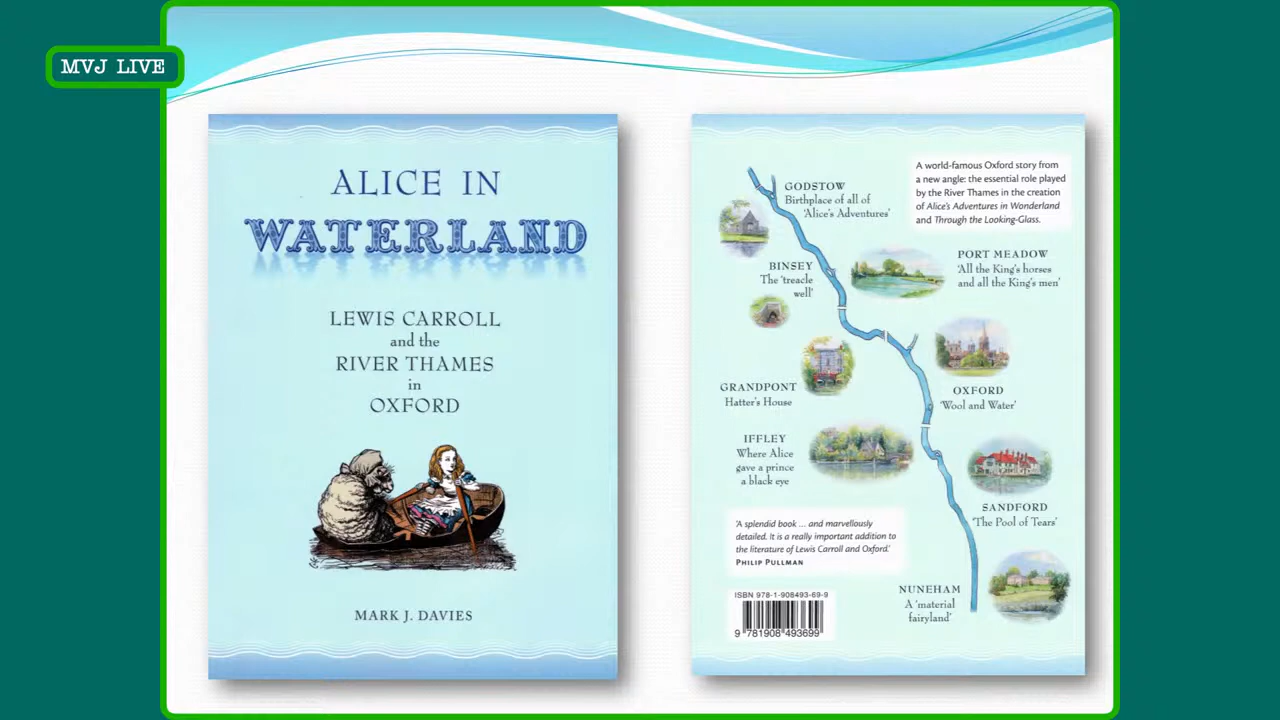 MVJ LIVE
ALICE IN
WATERLAND
LEWIS CARROLL
and the
RIVER THAMES
in
OXFORD
MARK J. DAVIES
A world-famous Oxford story from
a new angle: the essential role played
by the River Thames in the creation
of Alice's Adventures in Wonderland
and Through the Looking-Glass.
GODSTOW
Birthplace of all of
'Alice's Adventures'
PORT MEADOW
'All the King's horses
and all the King's men'
BINSEY
The 'treacle
well'
GRANDPONT
Hatter's House
OXFORD
'Wool and Water'
IFFLEY
Where Alice
gave a prince
a black eye
SANDFORD
'The Pool of Tears'
'A splendid book ... and marvellously
detailed. It is a really important addition to
the literature of Lewis Carroll and Oxford.'
PHILIP PULLMAN
NUNEHAM
A 'material
fairyland'
ISBN 978-1-908493-69-9
9 781908 493699